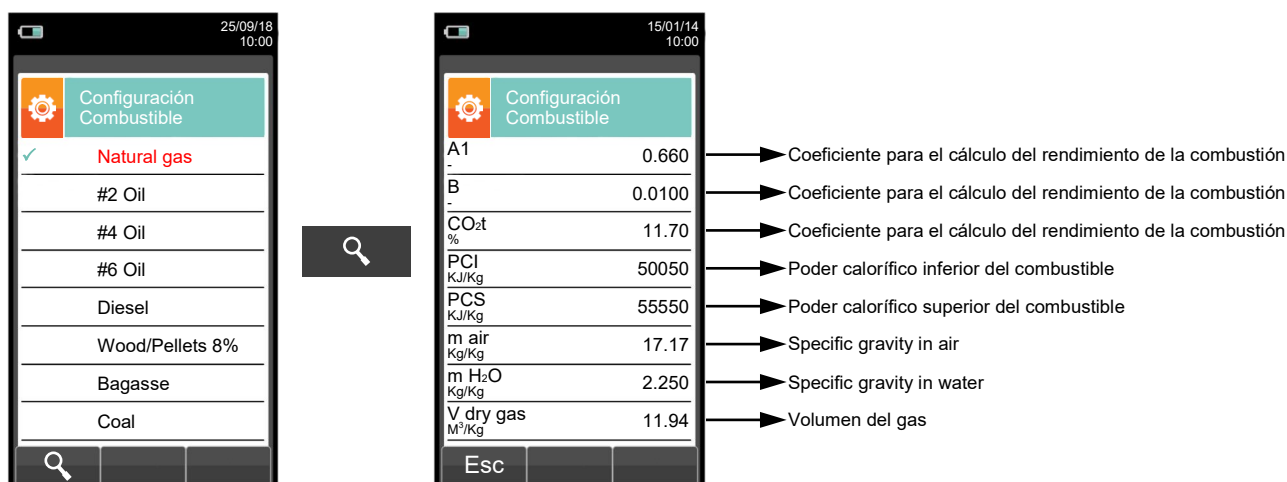 25/09/18
10:00
Configuración
Combustible
✓ Natural gas
#2 Oil
#4 Oil
#6 Oil
Diesel
Wood/Pellets 8%
Bagasse
Coal
15/01/14
10:00
Configuración
Combustible
A1
-
0.660
Coeficiente para el cálculo del rendimiento de la combustión
B
-
0.0100
Coeficiente para el cálculo del rendimiento de la combustión
CO₂t
%
11.70
Coeficiente para el cálculo del rendimiento de la combustión
PCI
KJ/Kg
50050
Poder calorífico inferior del combustible
PCS
KJ/Kg
55550
Poder calorífico superior del combustible
m air
Kg/Kg
17.17
Specific gravity in air
m H₂O
Kg/Kg
2.250
Specific gravity in water
V dry gas
M³/Kg
11.94
Volumen del gas
Esc